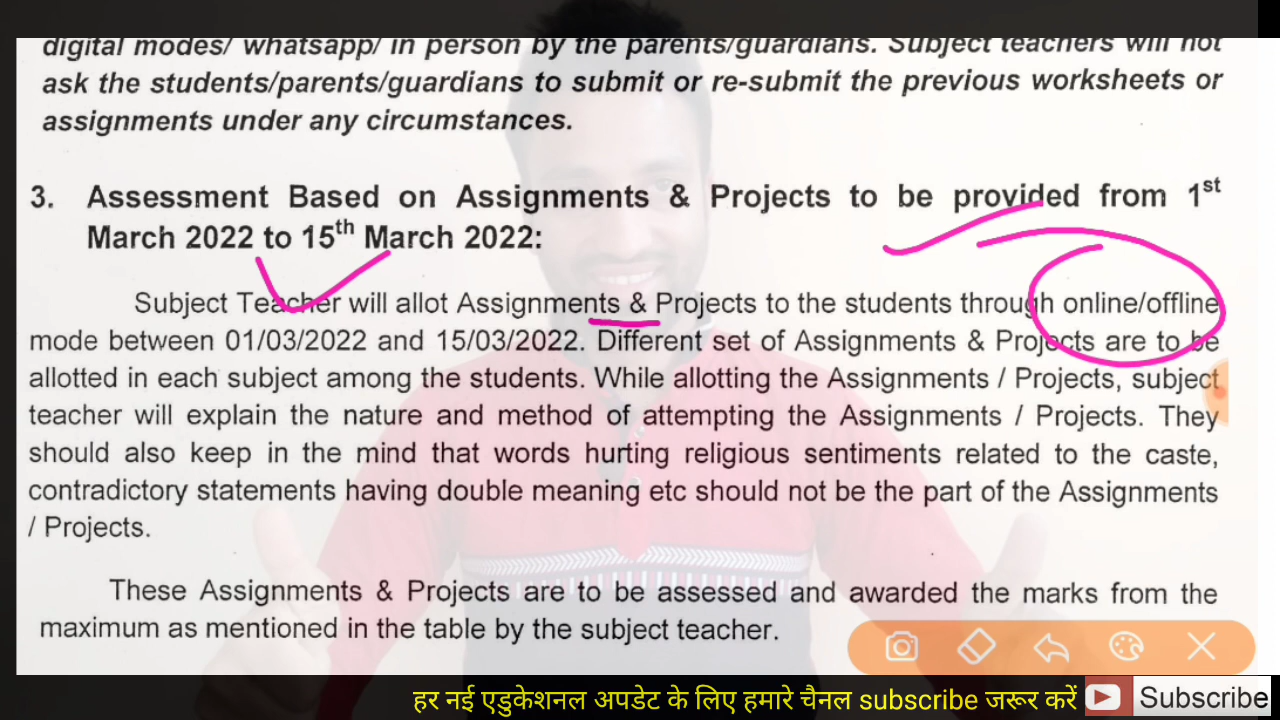 digital modes/ whatsapp/ in person by the parents/guardians. Subject teachers will not
ask the students/parents/guardians to submit or re-submit the previous worksheets or
assignments under any circumstances.
3. Assessment Based on Assignments & Projects to be provided from 1st
March 2022 to 15th March 2022:
Subject Teacher will allot Assignments & Projects to the students through online/offline
mode between 01/03/2022 and 15/03/2022. Different set of Assignments & Projects are to be
allotted in each subject among the students. While allotting the Assignments / Projects, subject
teacher will explain the nature and method of attempting the Assignments / Projects. They
should also keep in the mind that words hurting religious sentiments related to the caste,
contradictory statements having double meaning etc should not be the part of the Assignments
/ Projects.
These Assignments & Projects are to be assessed and awarded the marks from the
maximum as mentioned in the table by the subject teacher.
हर नई एडुकेशनल अपडेट के लिए हमारे चैनल subscribe जरूर करें Subscribe